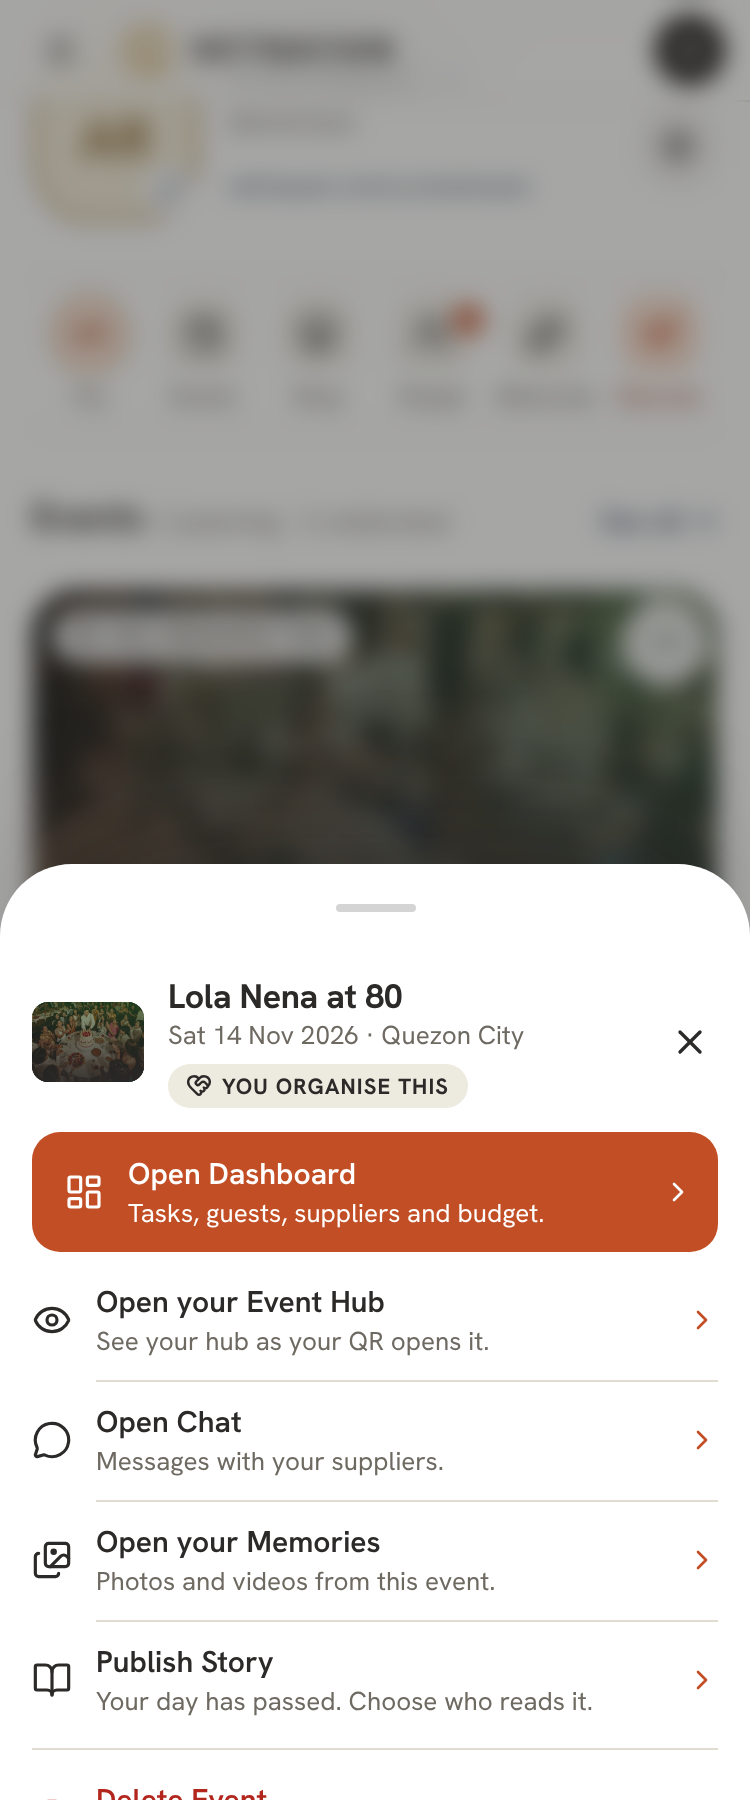 Lola Nena at 80
Sat 14 Nov 2026 · Quezon City
YOU ORGANISE THIS
Open Dashboard
Tasks, guests, suppliers and budget.
Open your Event Hub
See your hub as your QR opens it.
Open Chat
Messages with your suppliers.
Open your Memories
Photos and videos from this event.
Publish Story
Your day has passed. Choose who reads it.
Delete Event